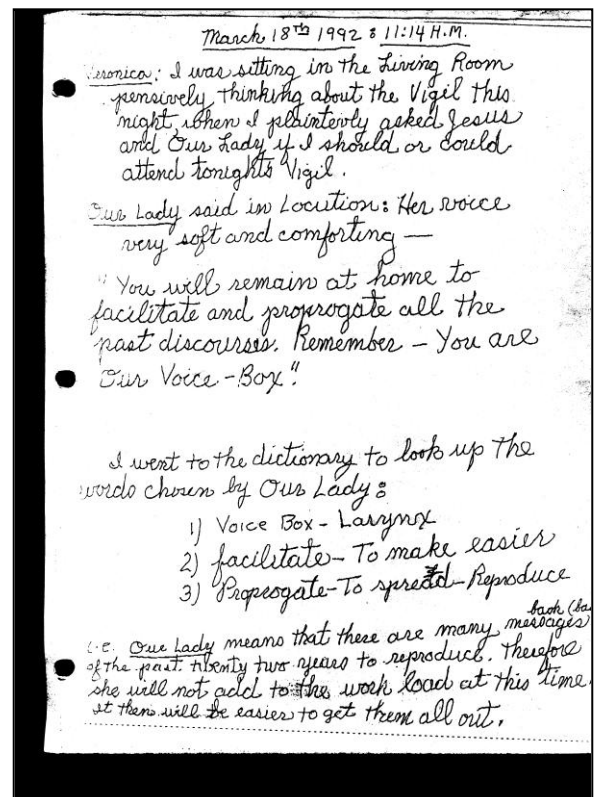 March 18th 1992 : 11:14 A.M.
Veronica: I was sitting in the Living Room
pensively, thinking about the Vigil this
night, when I plaintevly asked Jesus
and Our Lady if I should or could
attend tonights Vigil.
Our Lady said in Locution: Her voice
very soft and comforting —
"You will remain at home to
facilitate and proprogate all the
past discourses. Remember – You are
Our Voice-Box".
I went to the dictionary to look up the
words chosen by Our Lady:
1) Voice Box - Larynx
2) facilitate - To make easier
3) Proprogate - To spread - Reproduce
back (ba
i.e. Our Lady means that there are many messages
of the past twenty two years to reproduce. Therefore
she will not add to the work load at this time.
it then will be easier to get them all out.